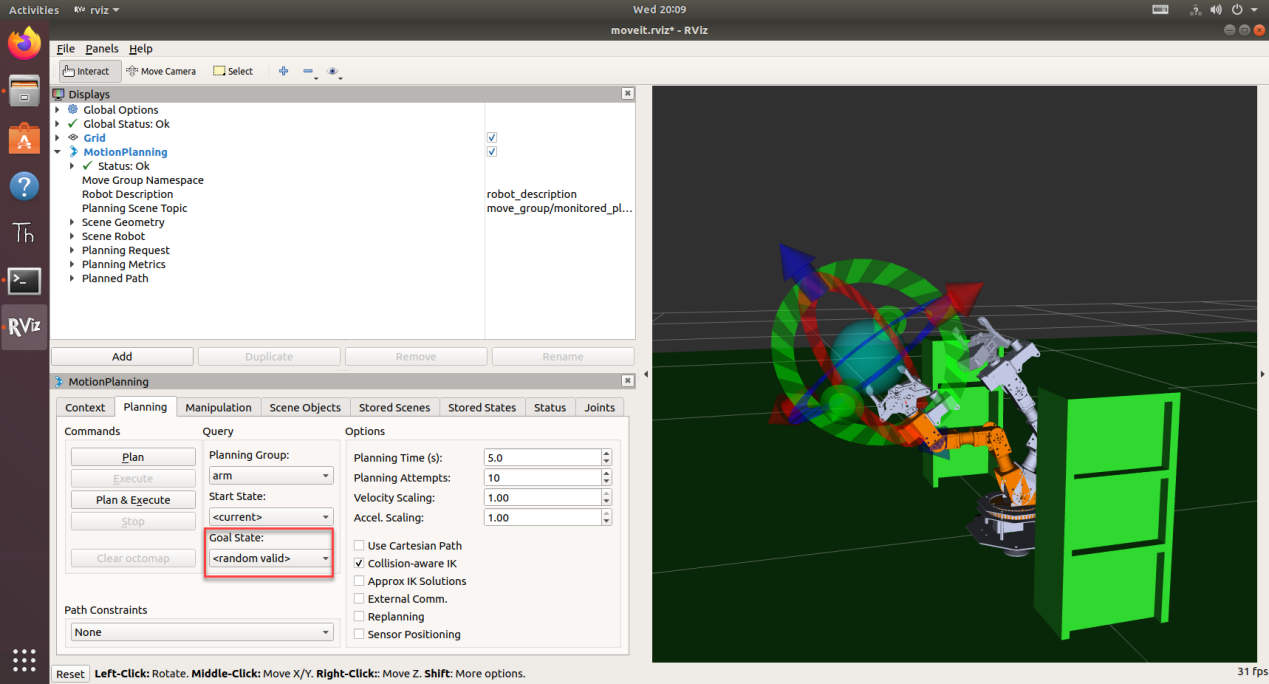 Activities RViz rviz Wed 20:09
moveit.rviz* - RViz
File Panels Help
Interact Move Camera Select
Displays
Global Options
Global Status: Ok
Grid
MotionPlanning
Status: Ok
Move Group Namespace
Robot Description robot_description
Planning Scene Topic move_group/monitored_pl...
Scene Geometry
Scene Robot
Planning Request
Planning Metrics
Planned Path
Th
RViz
Add Duplicate Remove Rename
MotionPlanning
Context Planning Manipulation Scene Objects Stored Scenes Stored States Status Joints
Commands Query Options
Plan
Execute
Plan & Execute
Stop
Clear octomap
Planning Group:
arm
Start State:
<current>
Goal State:
<random valid>
Planning Time (s): 5.0
Planning Attempts: 10
Velocity Scaling: 1.00
Accel. Scaling: 1.00
Use Cartesian Path
Collision-aware IK
Approx IK Solutions
External Comm.
Replanning
Sensor Positioning
Path Constraints
None
Reset Left-Click: Rotate. Middle-Click: Move X/Y. Right-Click:: Move Z. Shift: More options. 31 fps